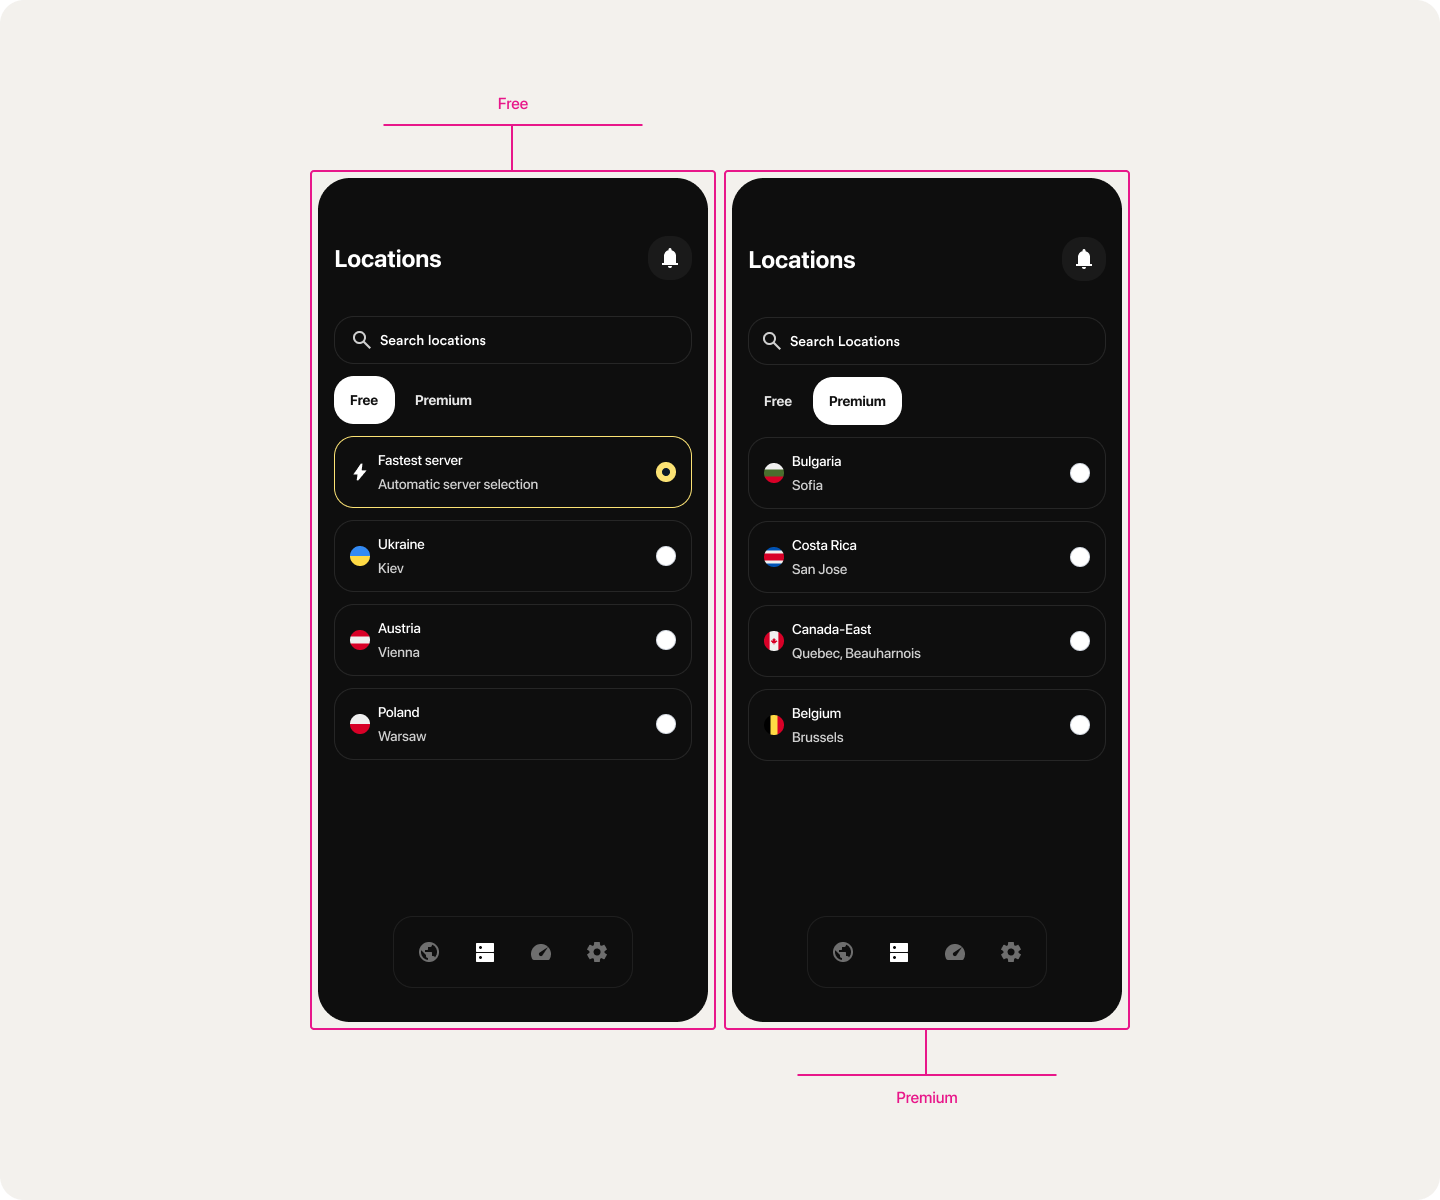 Free
Locations
Search locations
Free
Premium
Fastest server
Automatic server selection
Ukraine
Kiev
Austria
Vienna
Poland
Warsaw
Locations
Search Locations
Free
Premium
Bulgaria
Sofia
Costa Rica
San Jose
Canada-East
Quebec, Beauharnois
Belgium
Brussels
Premium